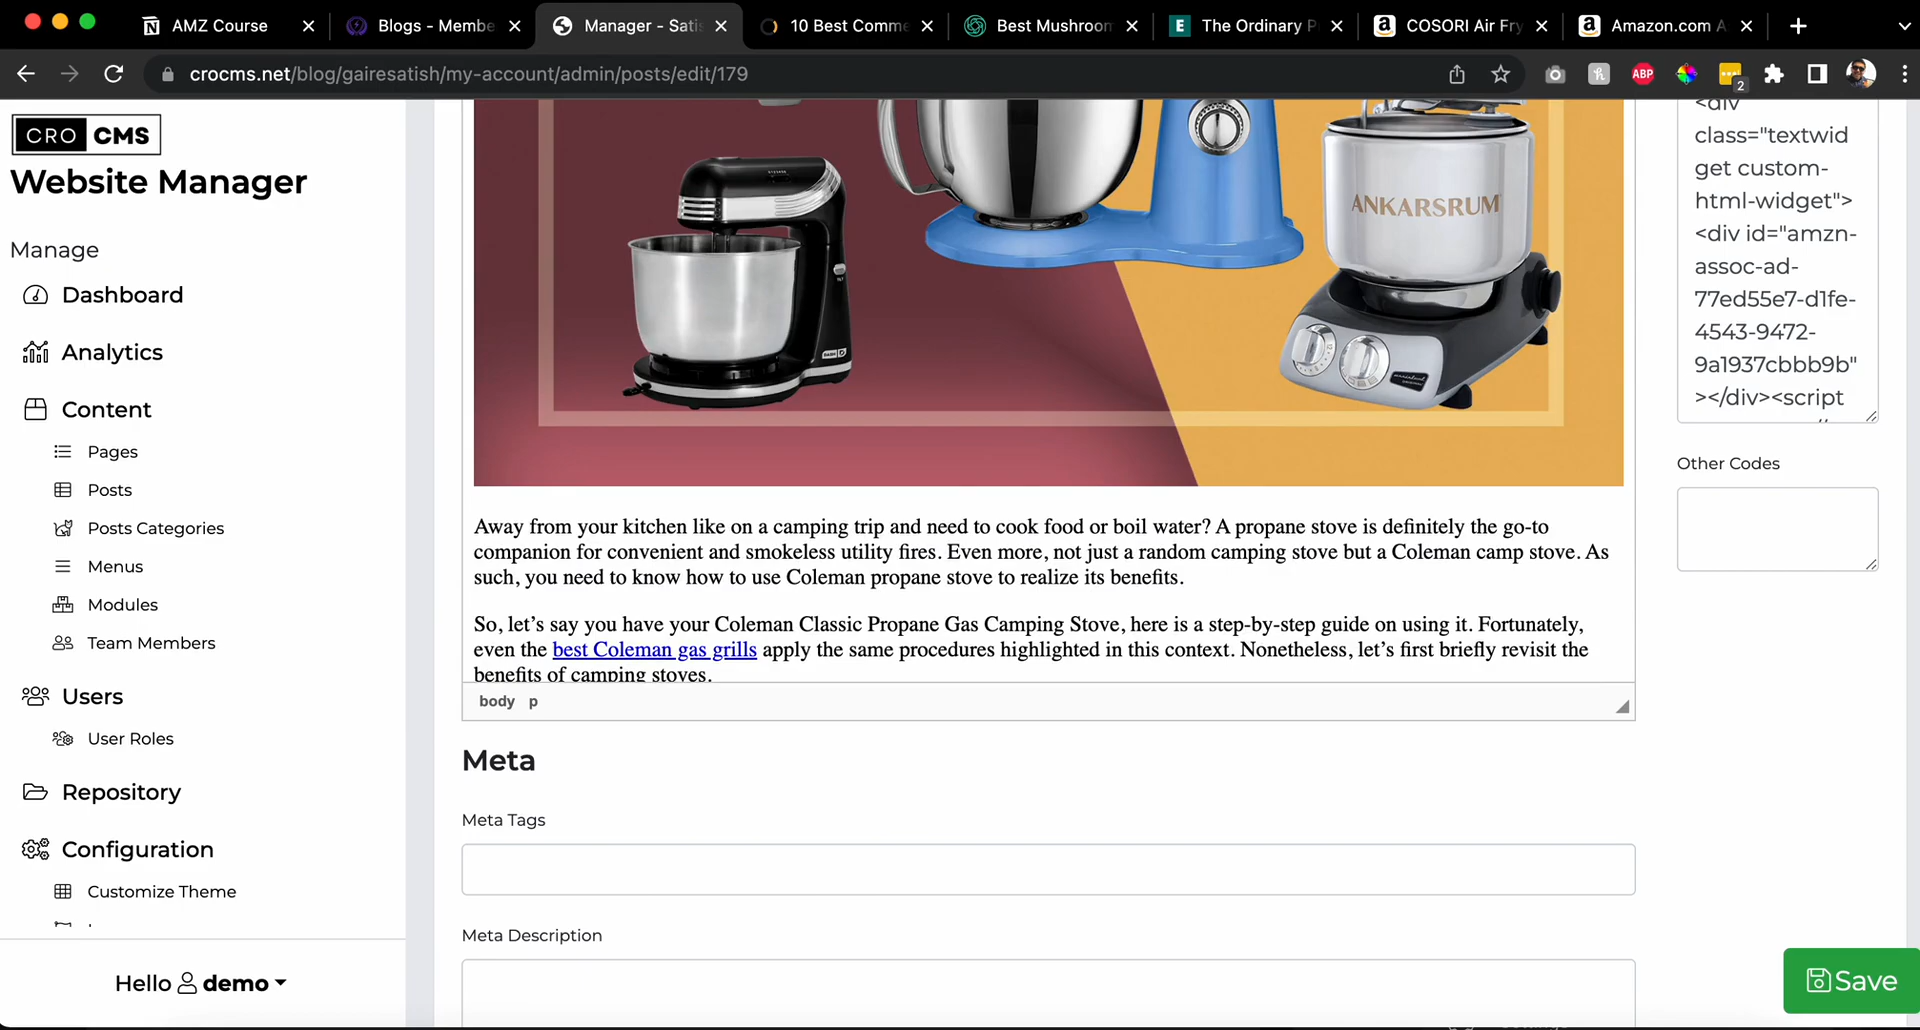 AMZ Course
Blogs - Membe
Manager - Satis
10 Best Comme
Best Mushroom
The Ordinary P
COSORI Air Fry
Amazon.com A
crocms.net/blog/gairesatish/my-account/admin/posts/edit/179
ABP
2
CRO CMS
Website Manager
Manage
Dashboard
Analytics
Content
Pages
Posts
Posts Categories
Menus
Modules
Team Members
Users
User Roles
Repository
Configuration
Customize Theme
Hello demo
ANKARSRUM
Away from your kitchen like on a camping trip and need to cook food or boil water? A propane stove is definitely the go-to
companion for convenient and smokeless utility fires. Even more, not just a random camping stove but a Coleman camp stove. As
such, you need to know how to use Coleman propane stove to realize its benefits.
So, let’s say you have your Coleman Classic Propane Gas Camping Stove, here is a step-by-step guide on using it. Fortunately,
even the best Coleman gas grills apply the same procedures highlighted in this context. Nonetheless, let’s first briefly revisit the
benefits of camping stoves.
body p
Meta
Meta Tags
Meta Description
<div
class="textwid
get custom-
html-widget">
<div id="amzn-
assoc-ad-
77ed55e7-d1fe-
4543-9472-
9a1937cbbb9b"
></div><script
Other Codes
Save